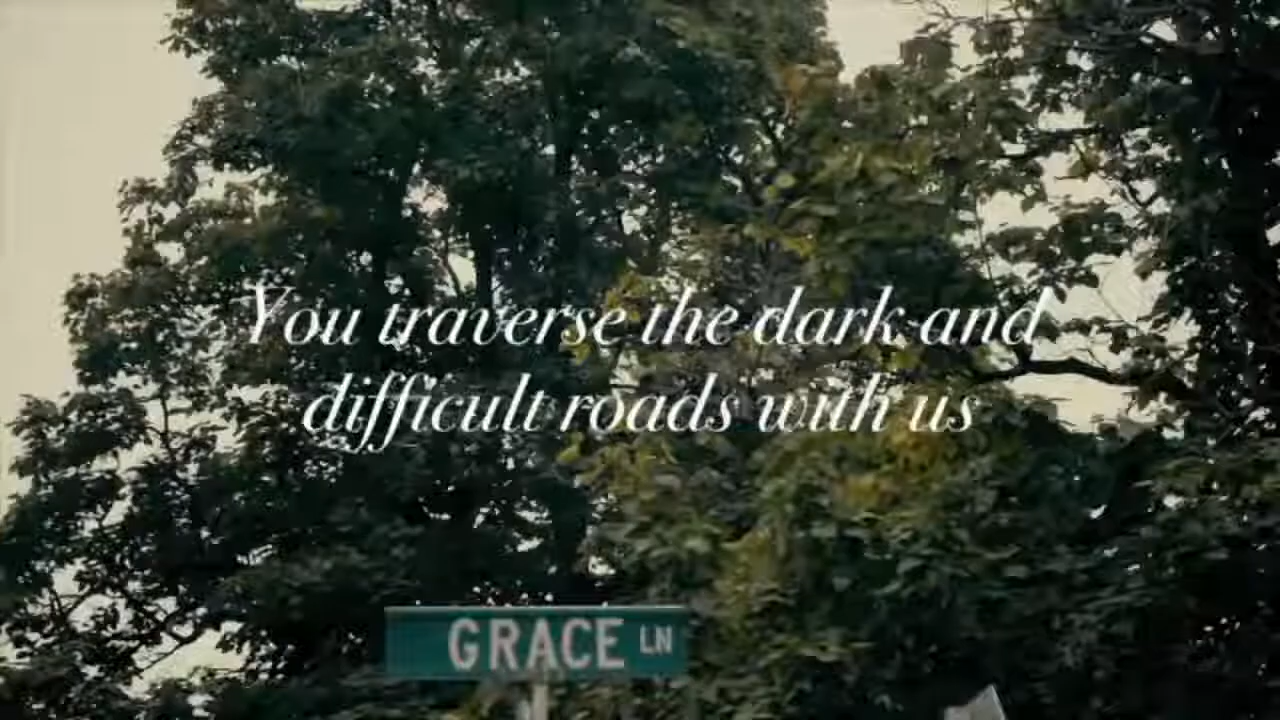 You traverse the dark and
difficult roads with us
GRACE LN